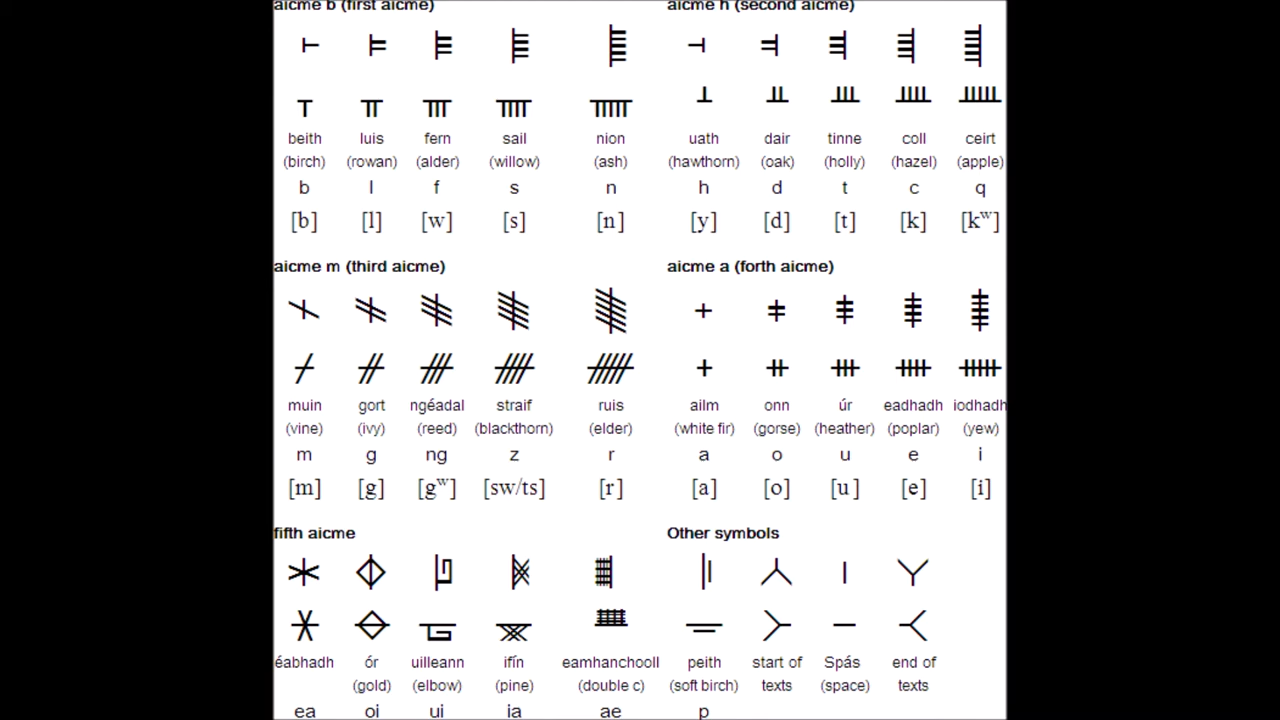 aicme b (first aicme) aicme h (second aicme)
beith luis fern sail nion uath dair tinne coll ceirt
(birch) (rowan) (alder) (willow) (ash) (hawthorn) (oak) (holly) (hazel) (apple)
b l f s n h d t c q
[b] [l] [w] [s] [n] [y] [d] [t] [k] [kʷ]
aicme m (third aicme) aicme a (forth aicme)
muin gort ngéadal straif ruis ailm onn úr eadhadh iodhadh
(vine) (ivy) (reed) (blackthorn) (elder) (white fir) (gorse) (heather) (poplar) (yew)
m g ng z r a o u e i
[m] [g] [gʷ] [sw/ts] [r] [a] [o] [u] [e] [i]
fifth aicme Other symbols
éabhadh ór uilleann ifín eamhanchooll peith start of Spás end of
(gold) (elbow) (pine) (double c) (soft birch) texts (space) texts
ea oi ui ia ae p